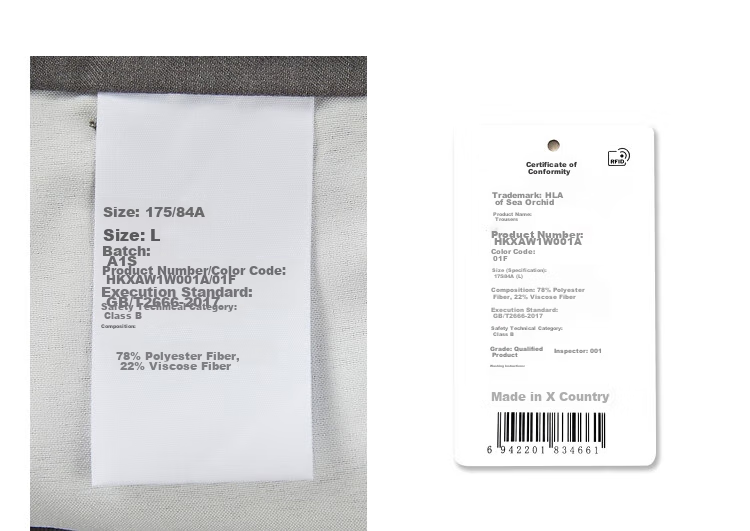 Size: 175/84A
Size: L
Batch:
A1S
Product Number/Color Code:
HKXAW1W001A/01F
Execution Standard:
GB/T2666-2017
Safety Technical Category:
Class B
Composition:
78% Polyester Fiber,
22% Viscose Fiber
RFID
Certificate of
Conformity
Trademark: HLA
of Sea Orchid
Product Name:
Trousers
Product Number:
HKXAW1W001A
Color Code:
01F
Size (Specification):
175/84A (L)
Composition: 78% Polyester
Fiber, 22% Viscose Fiber
Execution Standard:
GB/T2666-2017
Safety Technical Category:
Class B
Grade: Qualified
Product
Inspector: 001
Washing Instructions:
Made in X Country
6 942201 834661